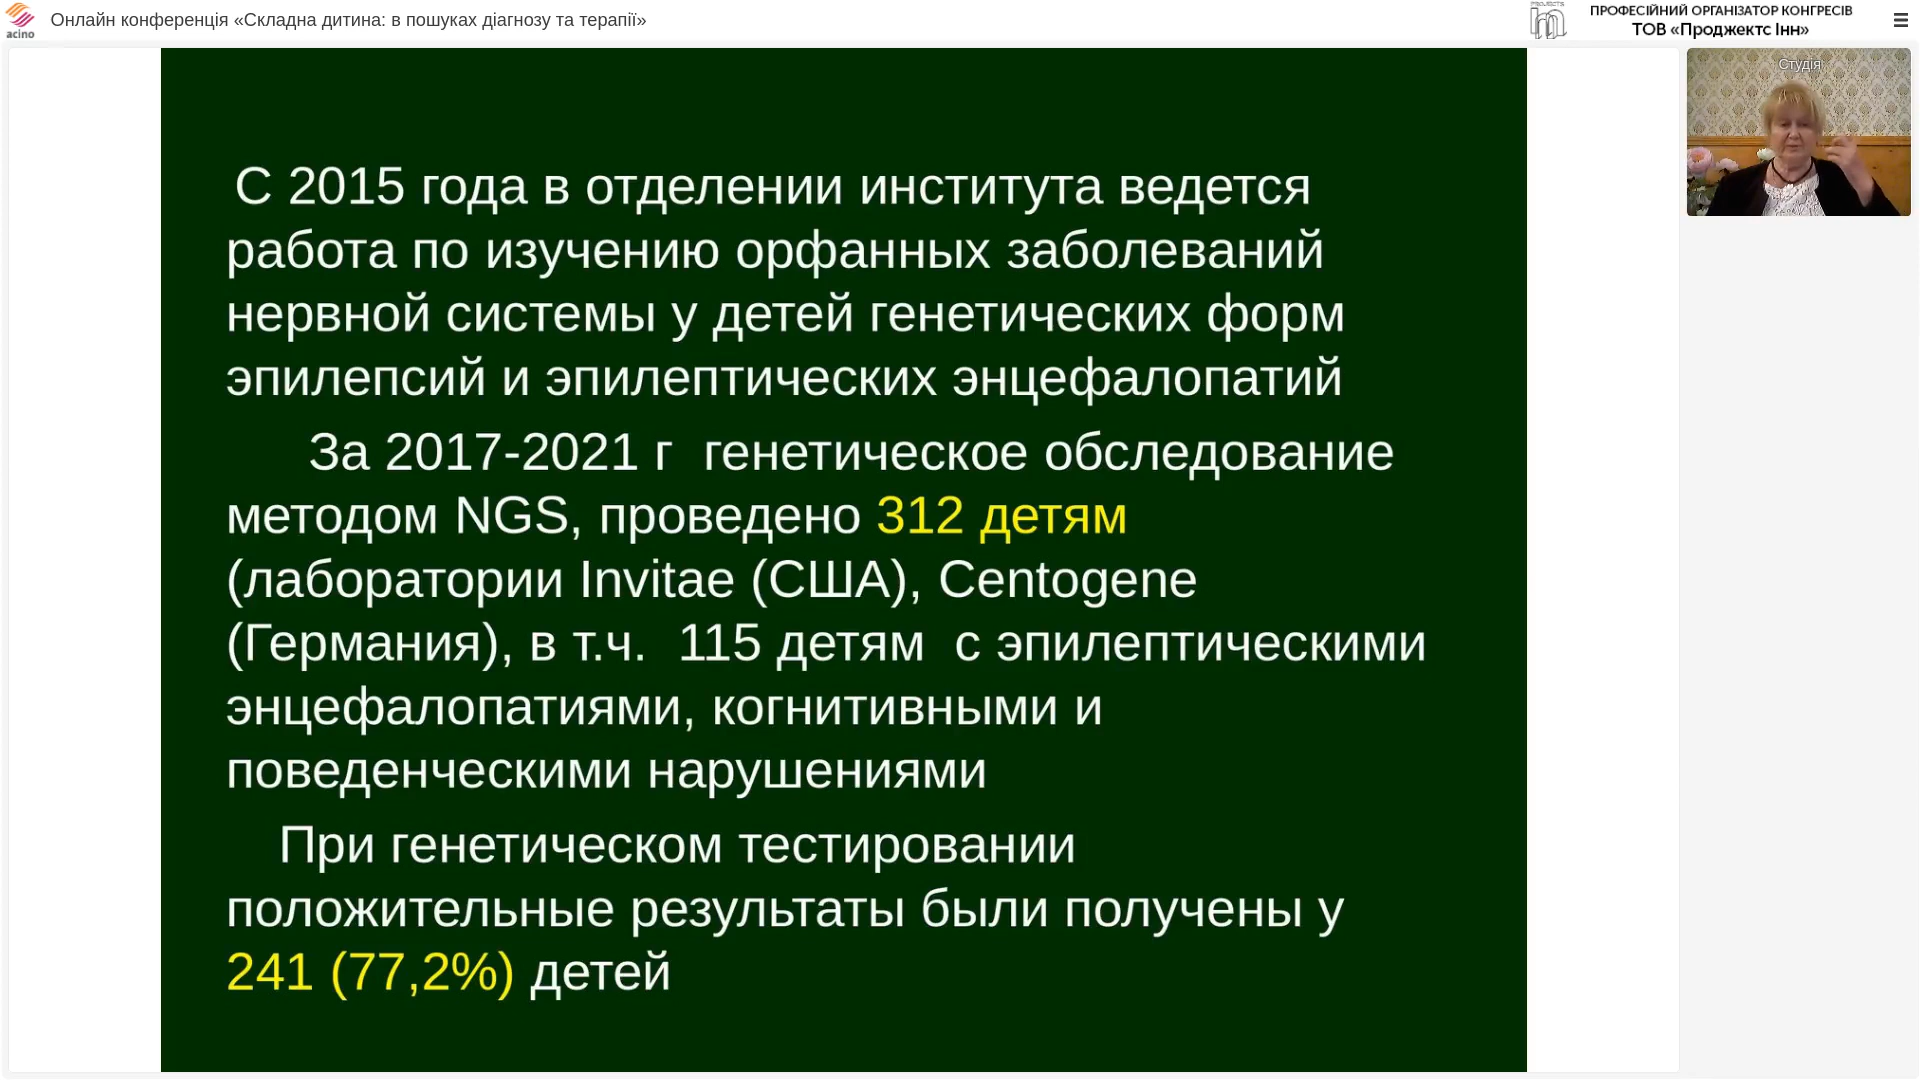 Онлайн конференція «Складна дитина: в пошуках діагнозу та терапії»
acino
PROJECTS
ПРОФЕСІЙНИЙ ОРГАНІЗАТОР КОНГРЕСІВ
ТОВ «Проджектс Інн»
Студія
С 2015 года в отделении института ведется
работа по изучению орфанных заболеваний
нервной системы у детей генетических форм
эпилепсий и эпилептических энцефалопатий
За 2017-2021 г генетическое обследование
методом NGS, проведено 312 детям
(лаборатории Invitae (США), Centogene
(Германия), в т.ч. 115 детям с эпилептическими
энцефалопатиями, когнитивными и
поведенческими нарушениями
При генетическом тестировании
положительные результаты были получены у
241 (77,2%) детей